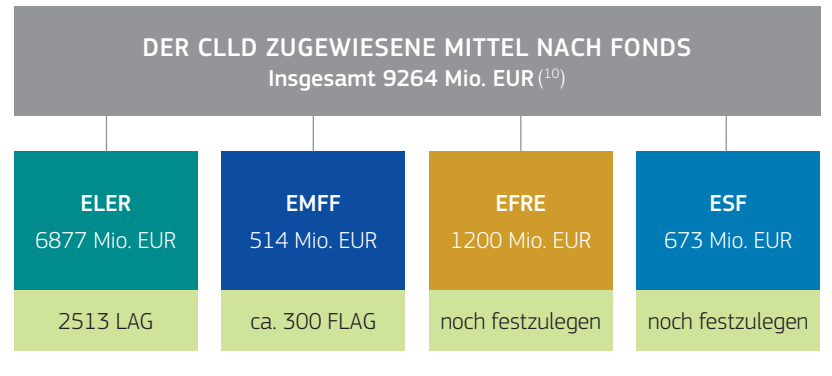 DER CLLD ZUGEWIESENE MITTEL NACH FONDS
Insgesamt 9264 Mio. EUR (10)
ELER
6877 Mio. EUR
2513 LAG
EMFF
514 Mio. EUR
ca. 300 FLAG
EFRE
1200 Mio. EUR
noch festzulegen
ESF
673 Mio. EUR
noch festzulegen